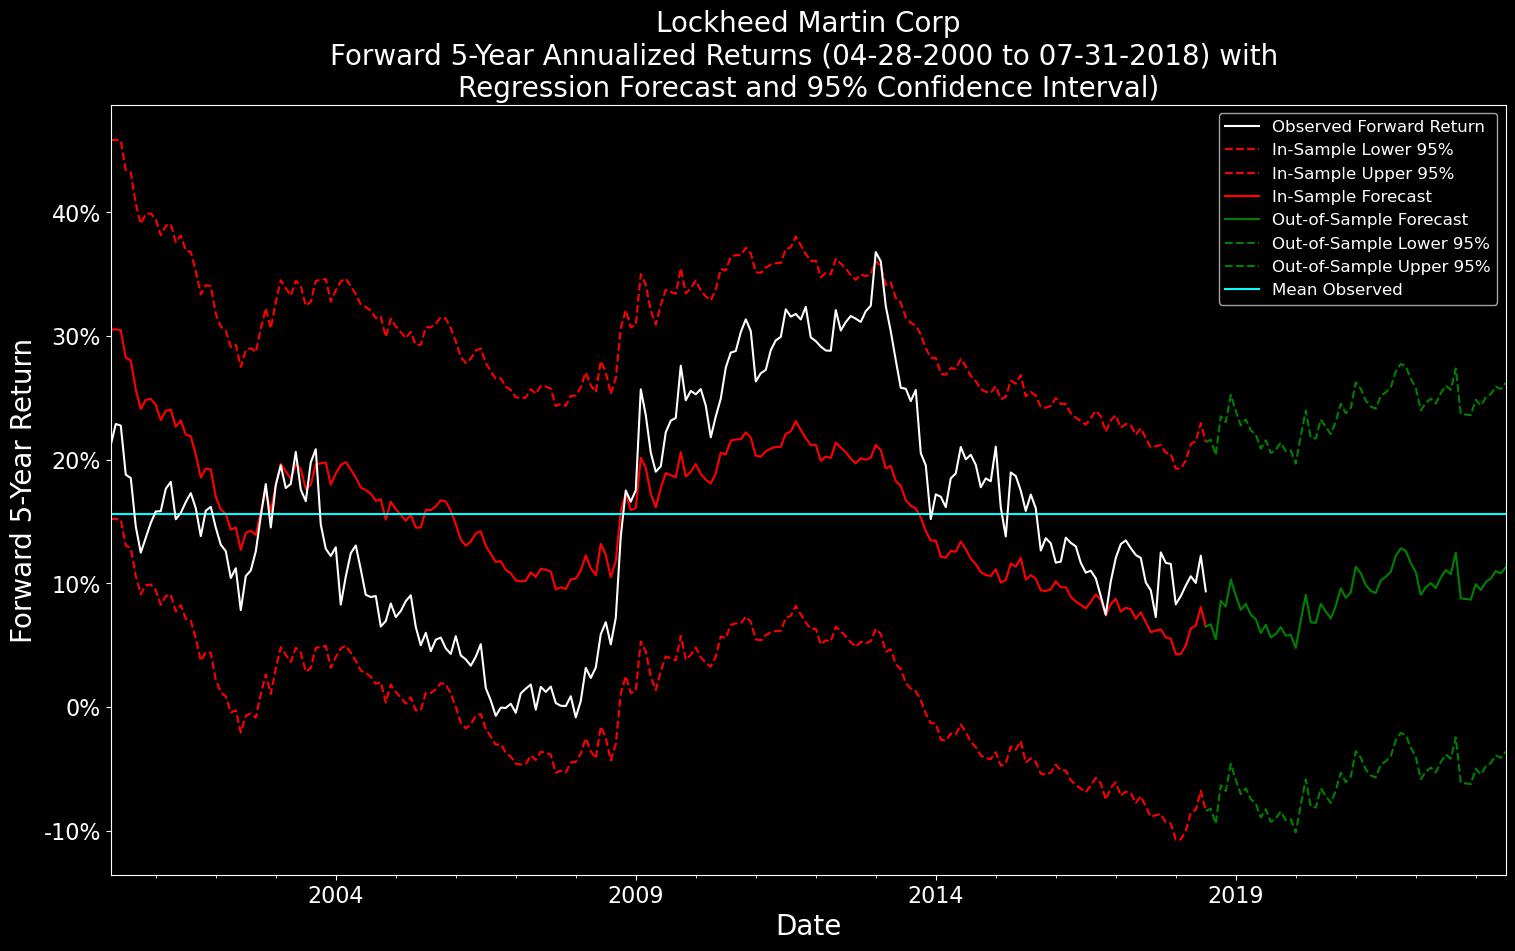 Lockheed Martin Corp
Forward 5-Year Annualized Returns (04-28-2000 to 07-31-2018) with
Regression Forecast and 95% Confidence Interval)
Observed Forward Return
In-Sample Lower 95%
In-Sample Upper 95%
In-Sample Forecast
Out-of-Sample Forecast
Out-of-Sample Lower 95%
Out-of-Sample Upper 95%
Mean Observed
Forward 5-Year Return
40%
30%
20%
10%
0%
-10%
2004
2009
2014
2019
Date